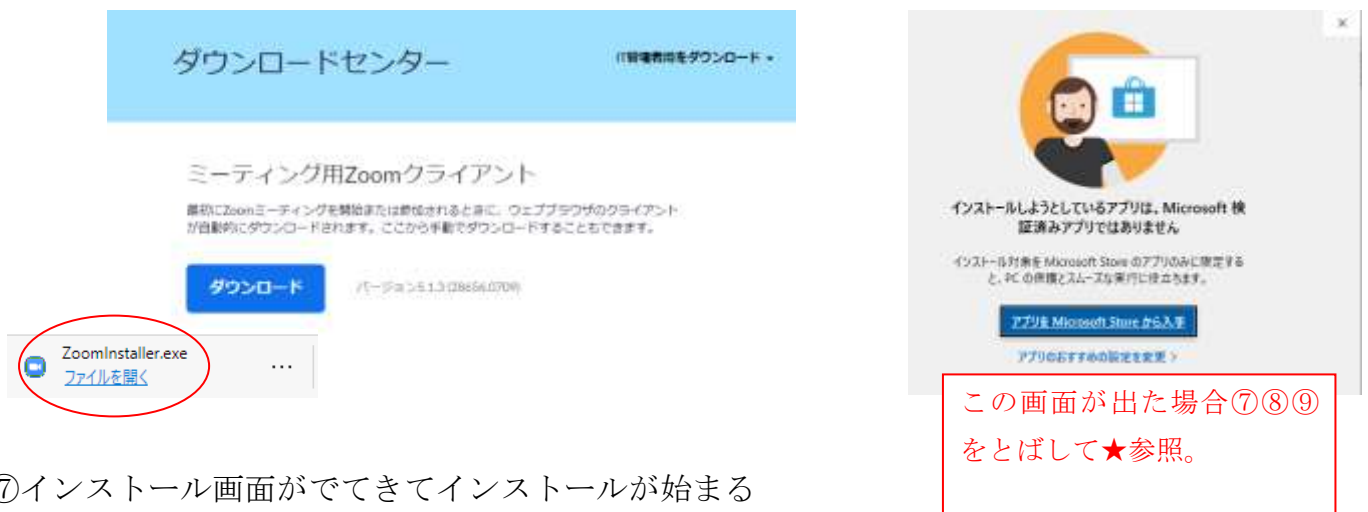 ダウンロードセンター
IT管理者用をダウンロード
ミーティング用Zoomクライアント
最初にZoomミーティングを開始または参加されるときに、ウェブブラウザのクライアント
が自動的にダウンロードされます。ここから手動でダウンロードすることもできます。
ダウンロード
バージョン5.1.3 (28656.0709)
ZoomInstaller.exe
ファイルを開く
...
インストールしようとしているアプリは、Microsoft 検
証済みアプリではありません
インストール対象を Microsoft Store のアプリのみに限定する
と、PC の保護とスムーズな実行に役立ちます。
アプリを Microsoft Store から入手
アプリのおすすめの設定を変更 >
この画面が出た場合⑦⑧⑨
をとばして★参照。
⑦インストール画面がでてきてインストールが始まる